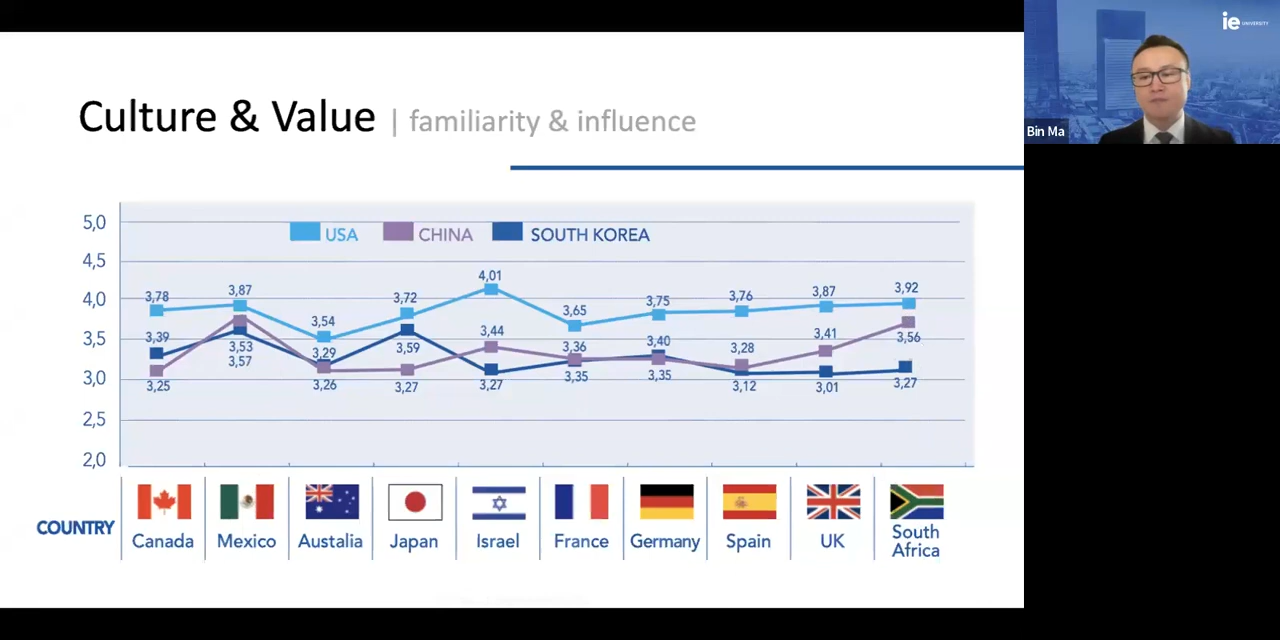 Culture & Value | familiarity & influence
ie UNIVERSITY
Bin Ma
5,0
4,5
4,0
3,5
3,0
2,5
2,0
USA CHINA SOUTH KOREA
3,78 3,87 3,54 3,72 4,01 3,65 3,75 3,76 3,87 3,92
3,39 3,53 3,29 3,59 3,44 3,36 3,40 3,28 3,41 3,56
3,25 3,57 3,26 3,27 3,27 3,35 3,35 3,12 3,01 3,27
COUNTRY
Canada
Mexico
Austalia
Japan
Israel
France
Germany
Spain
UK
South
Africa